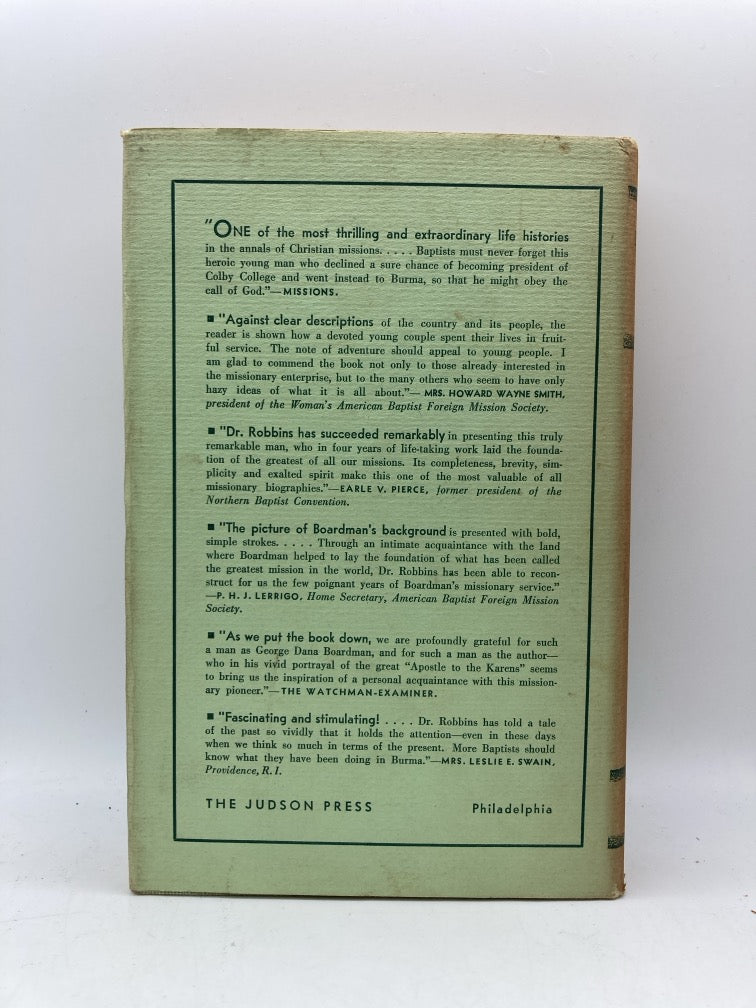 "ONE of the most thrilling and extraordinary life histories
in the annals of Christian missions. . . . . Baptists must never forget this
heroic young man who declined a sure chance of becoming president of
Colby College and went instead to Burma, so that he might obey the
call of God."—MISSIONS.
■ "Against clear descriptions of the country and its people, the
reader is shown how a devoted young couple spent their lives in fruit-
ful service. The note of adventure should appeal to young people. I
am glad to commend the book not only to those already interested in
the missionary enterprise, but to the many others who seem to have only
hazy ideas of what it is all about."—MRS. HOWARD WAYNE SMITH,
president of the Woman's American Baptist Foreign Mission Society.
■ "Dr. Robbins has succeeded remarkably in presenting this truly
remarkable man, who in four years of life-taking work laid the founda-
tion of the greatest of all our missions. Its completeness, brevity, sim-
plicity and exalted spirit make this one of the most valuable of all
missionary biographies."—EARLE V. PIERCE, former president of the
Northern Baptist Convention.
■ "The picture of Boardman's background is presented with bold,
simple strokes. . . . . Through an intimate acquaintance with the land
where Boardman helped to lay the foundation of what has been called
the greatest mission in the world, Dr. Robbins has been able to recon-
struct for us the few poignant years of Boardman's missionary service."
—P. H. J. LERRIGO, Home Secretary, American Baptist Foreign Mission
Society.
■ "As we put the book down, we are profoundly grateful for such
a man as George Dana Boardman, and for such a man as the author—
who in his vivid portrayal of the great "Apostle to the Karens" seems
to bring us the inspiration of a personal acquaintance with this mission-
ary pioneer."—THE WATCHMAN-EXAMINER.
■ "Fascinating and stimulating! . . . . Dr. Robbins has told a tale
of the past so vividly that it holds the attention—even in these days
when we think so much in terms of the present. More Baptists should
know what they have been doing in Burma."—MRS. LESLIE E. SWAIN,
Providence, R. I.
THE JUDSON PRESS Philadelphia